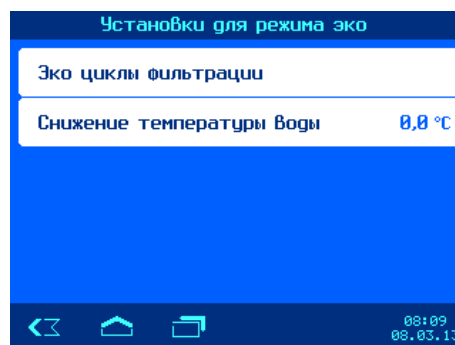 Установки для режима эко
Эко циклы фильтрации
Снижение температуры воды 0,0 °C
08:09
08.03.13